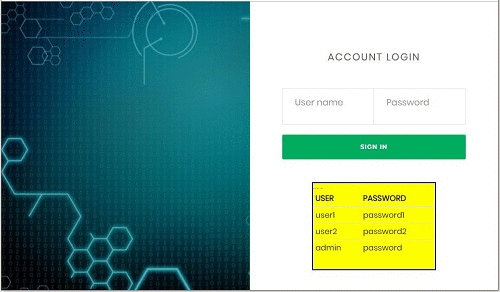 ACCOUNT LOGIN
User name Password
SIGN IN
USER PASSWORD
user1 password1
user2 password2
admin password